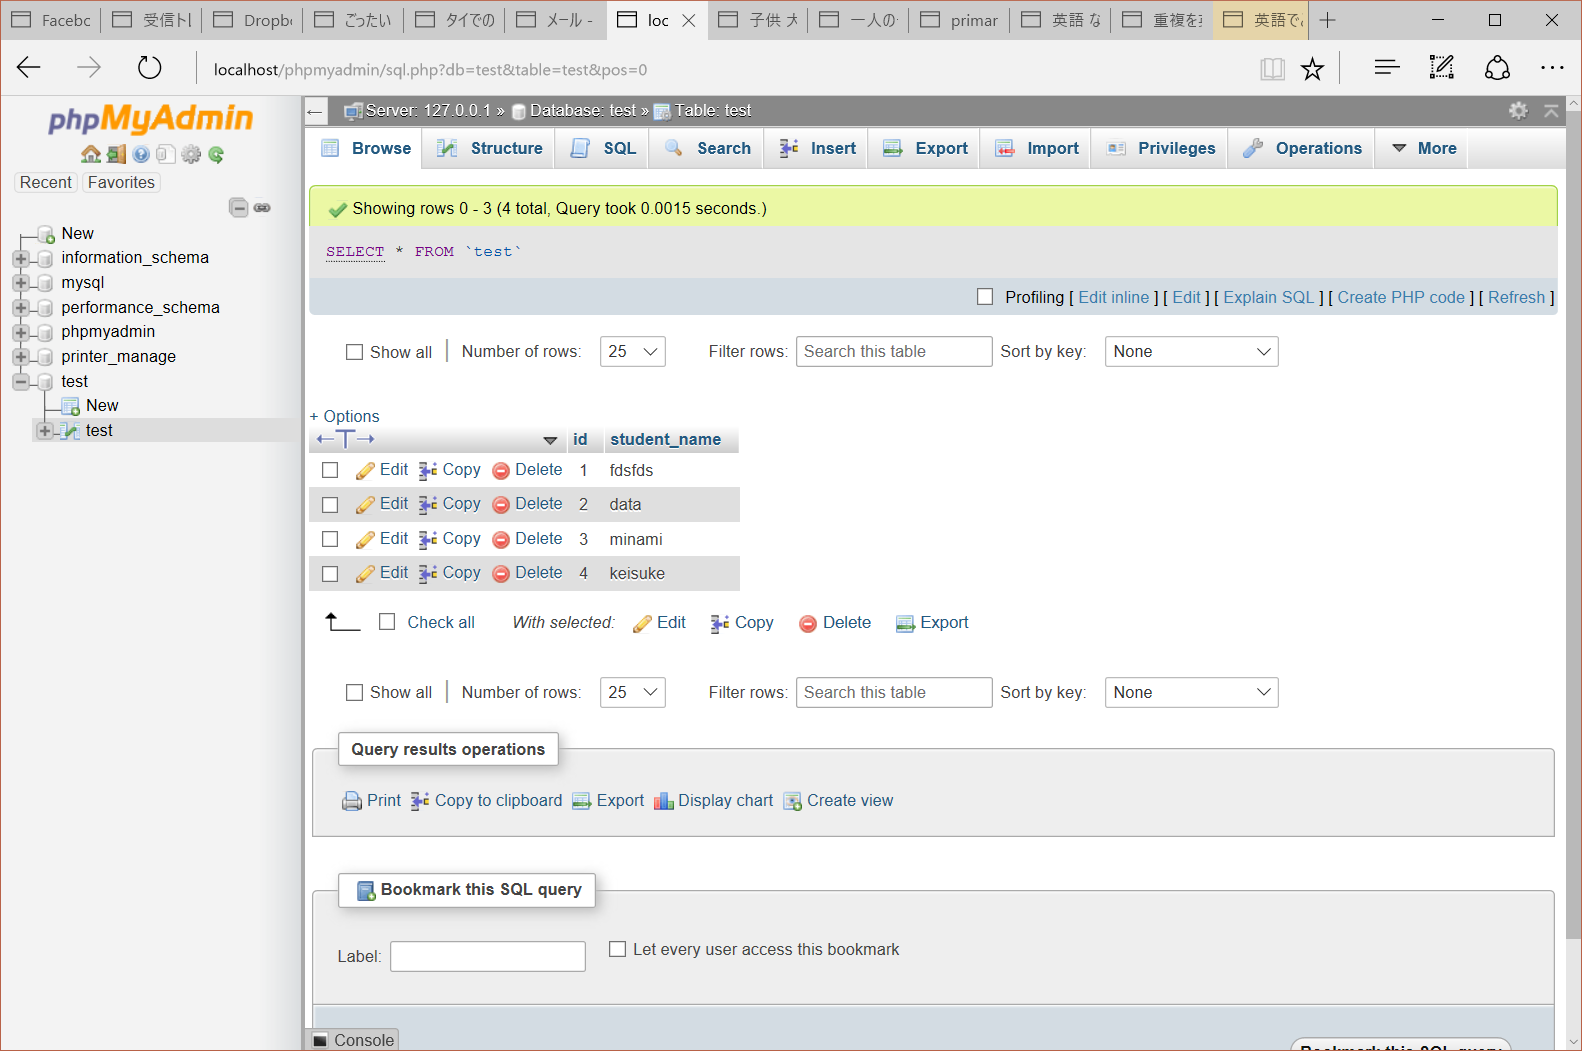 Facebc 受信トレ Dropbc ごったい タイでの メール - loc 子供 大 一人の primar 英語 な 重複を 英語で
localhost/phpmyadmin/sql.php?db=test&table=test&pos=0
phpMyAdmin
Recent Favorites
New
information_schema
mysql
performance_schema
phpmyadmin
printer_manage
test
New
test
Server: 127.0.0.1 » Database: test » Table: test
Browse Structure SQL Search Insert Export Import Privileges Operations More
Showing rows 0 - 3 (4 total, Query took 0.0015 seconds.)
SELECT * FROM `test`
Profiling [ Edit inline ] [ Edit ] [ Explain SQL ] [ Create PHP code ] [ Refresh ]
Show all Number of rows: 25 Filter rows: Search this table Sort by key: None
+ Options
←T→ id student_name
Edit Copy Delete 1 fdsfds
Edit Copy Delete 2 data
Edit Copy Delete 3 minami
Edit Copy Delete 4 keisuke
Check all With selected: Edit Copy Delete Export
Show all Number of rows: 25 Filter rows: Search this table Sort by key: None
Query results operations
Print Copy to clipboard Export Display chart Create view
Bookmark this SQL query
Label: Let every user access this bookmark
Console
Bookmark this SQL query